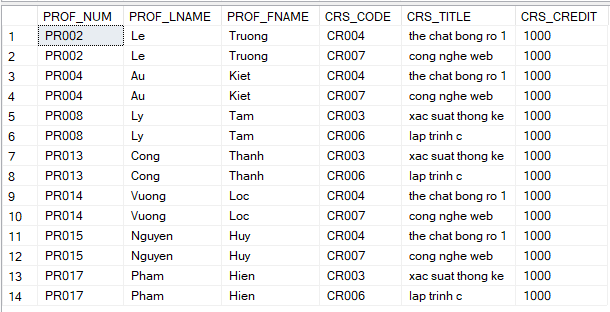 PROF_NUM PROF_LNAME PROF_FNAME CRS_CODE CRS_TITLE CRS_CREDIT
1 PR002 Le Truong CR004 the chat bong ro 1 1000
2 PR002 Le Truong CR007 cong nghe web 1000
3 PR004 Au Kiet CR004 the chat bong ro 1 1000
4 PR004 Au Kiet CR007 cong nghe web 1000
5 PR008 Ly Tam CR003 xac suat thong ke 1000
6 PR008 Ly Tam CR006 lap trinh c 1000
7 PR013 Cong Thanh CR003 xac suat thong ke 1000
8 PR013 Cong Thanh CR006 lap trinh c 1000
9 PR014 Vuong Loc CR004 the chat bong ro 1 1000
10 PR014 Vuong Loc CR007 cong nghe web 1000
11 PR015 Nguyen Huy CR004 the chat bong ro 1 1000
12 PR015 Nguyen Huy CR007 cong nghe web 1000
13 PR017 Pham Hien CR003 xac suat thong ke 1000
14 PR017 Pham Hien CR006 lap trinh c 1000